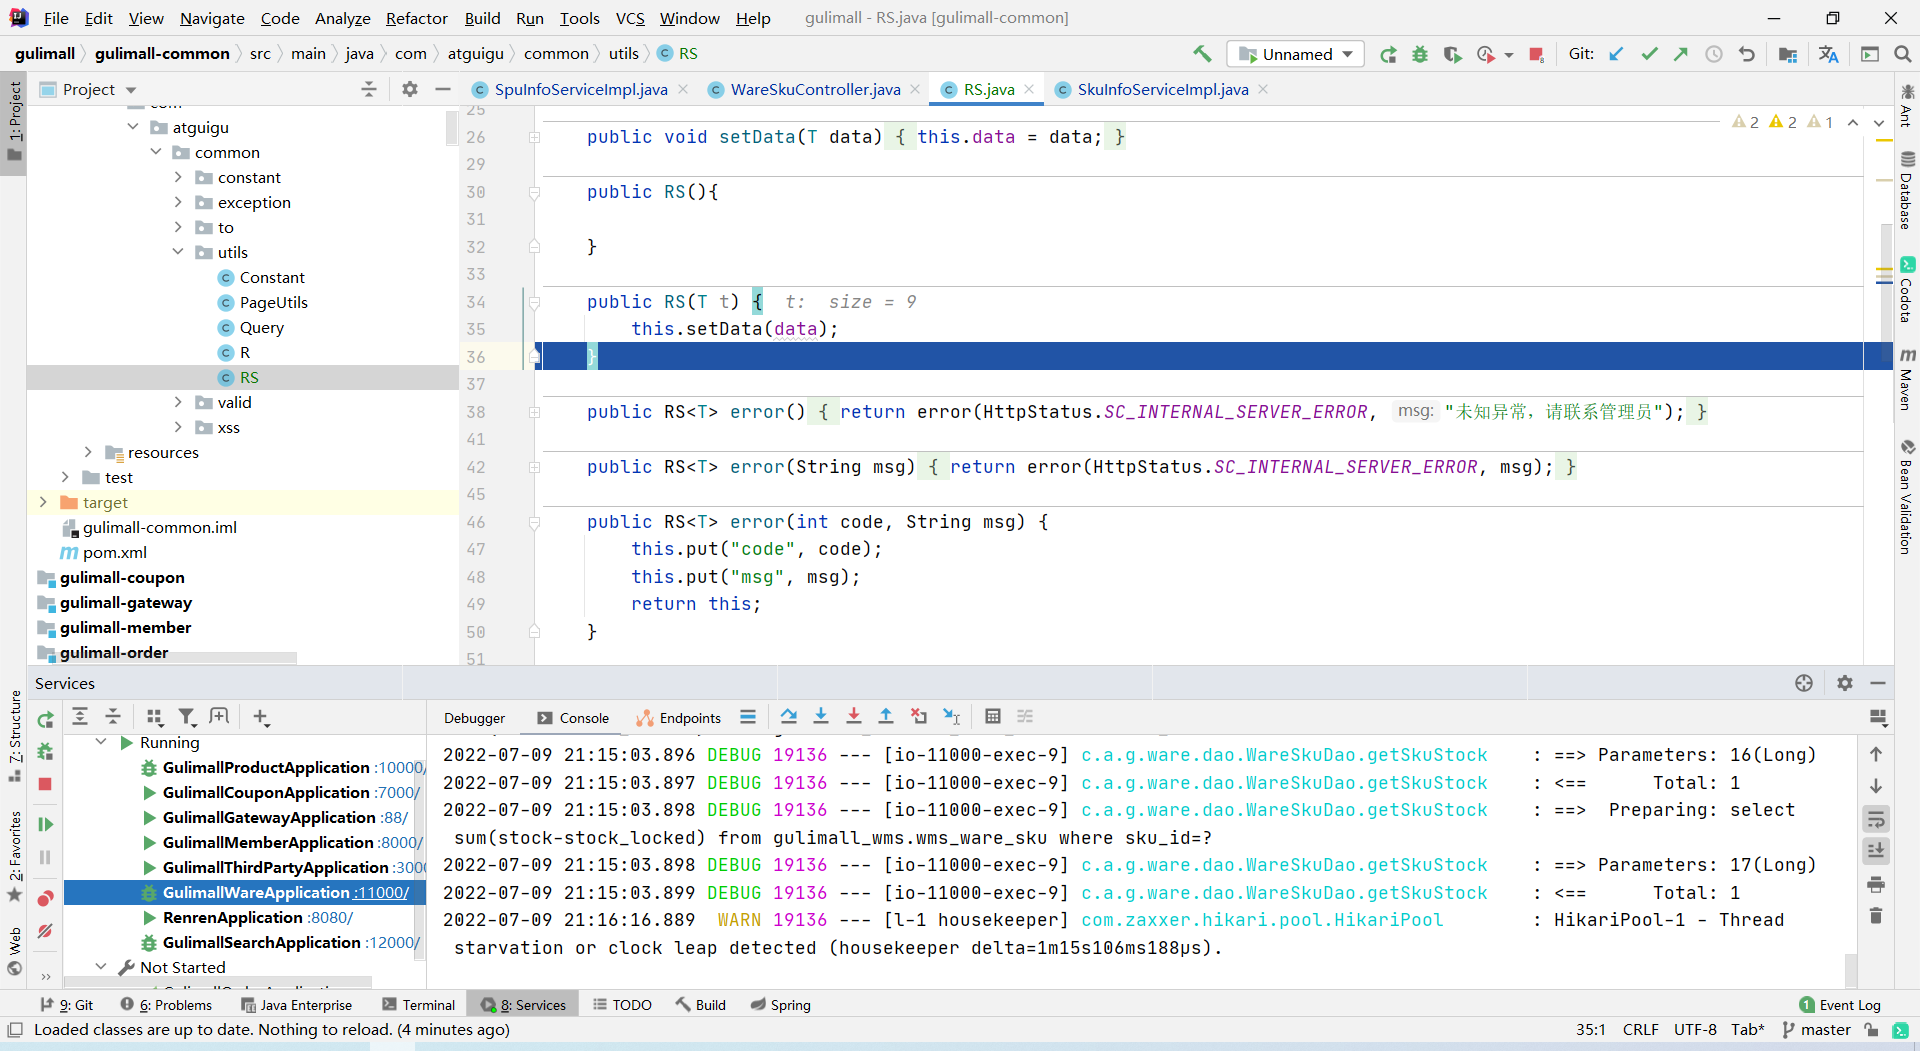 File Edit View Navigate Code Analyze Refactor Build Run Tools VCS Window Help gulimall - RS.java [gulimall-common]
gulimall gulimall-common src main java com atguigu common utils RS
Unnamed Git:
Project
SpuInfoServiceImpl.java WareSkuController.java RS.java SkuInfoServiceImpl.java
1: Project
com
atguigu
common
constant
exception
to
utils
Constant
PageUtils
Query
R
RS
valid
xss
resources
test
target
gulimall-common.iml
pom.xml
gulimall-coupon
gulimall-gateway
gulimall-member
gulimall-order
2 2 1
25
26 public void setData(T data) { this.data = data; }
29
30 public RS(){
31
32 }
33
34 public RS(T t) { t: size = 9
35 this.setData(data);
36 }
37
38 public RS<T> error() { return error(HttpStatus.SC_INTERNAL_SERVER_ERROR, msg: "未知异常，请联系管理员"); }
41
42 public RS<T> error(String msg) { return error(HttpStatus.SC_INTERNAL_SERVER_ERROR, msg); }
45
46 public RS<T> error(int code, String msg) {
47 this.put("code", code);
48 this.put("msg", msg);
49 return this;
50 }
51
Ant
Database
Codota
Maven
Bean Validation
Services
7: Structure
2: Favorites
Web
Debugger Console Endpoints
Running
GulimallProductApplication :10000/
GulimallCouponApplication :7000/
GulimallGatewayApplication :88/
GulimallMemberApplication :8000/
GulimallThirdPartyApplication :300
GulimallWareApplication :11000/
RenrenApplication :8080/
GulimallSearchApplication :12000/
Not Started
2022-07-09 21:15:03.896 DEBUG 19136 --- [io-11000-exec-9] c.a.g.ware.dao.WareSkuDao.getSkuStock : ==> Parameters: 16(Long)
2022-07-09 21:15:03.897 DEBUG 19136 --- [io-11000-exec-9] c.a.g.ware.dao.WareSkuDao.getSkuStock : <== Total: 1
2022-07-09 21:15:03.898 DEBUG 19136 --- [io-11000-exec-9] c.a.g.ware.dao.WareSkuDao.getSkuStock : ==> Preparing: select
sum(stock-stock_locked) from gulimall_wms.wms_ware_sku where sku_id=?
2022-07-09 21:15:03.898 DEBUG 19136 --- [io-11000-exec-9] c.a.g.ware.dao.WareSkuDao.getSkuStock : ==> Parameters: 17(Long)
2022-07-09 21:15:03.899 DEBUG 19136 --- [io-11000-exec-9] c.a.g.ware.dao.WareSkuDao.getSkuStock : <== Total: 1
2022-07-09 21:16:16.889 WARN 19136 --- [l-1 housekeeper] com.zaxxer.hikari.pool.HikariPool : HikariPool-1 - Thread
starvation or clock leap detected (housekeeper delta=1m15s106ms188µs).
9: Git 6: Problems Java Enterprise Terminal 8: Services TODO Build Spring 1 Event Log
Loaded classes are up to date. Nothing to reload. (4 minutes ago) 35:1 CRLF UTF-8 Tab* master